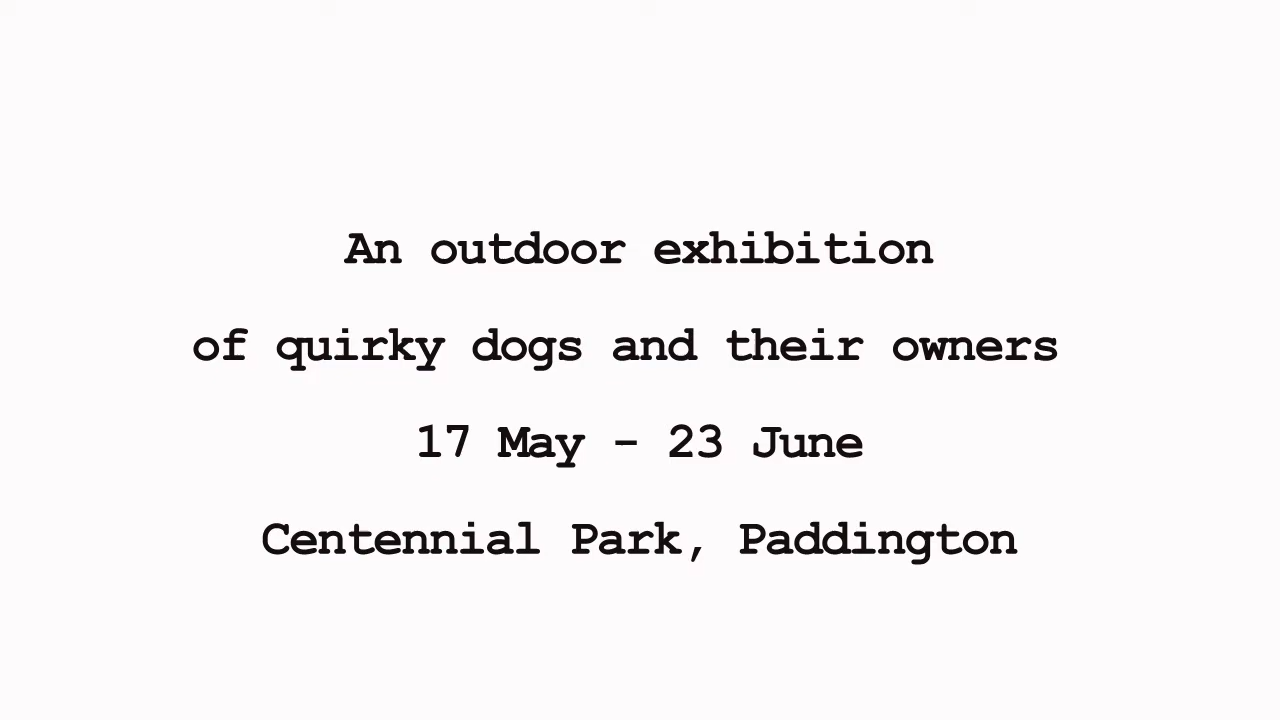 An outdoor exhibition
of quirky dogs and their owners
17 May - 23 June
Centennial Park, Paddington